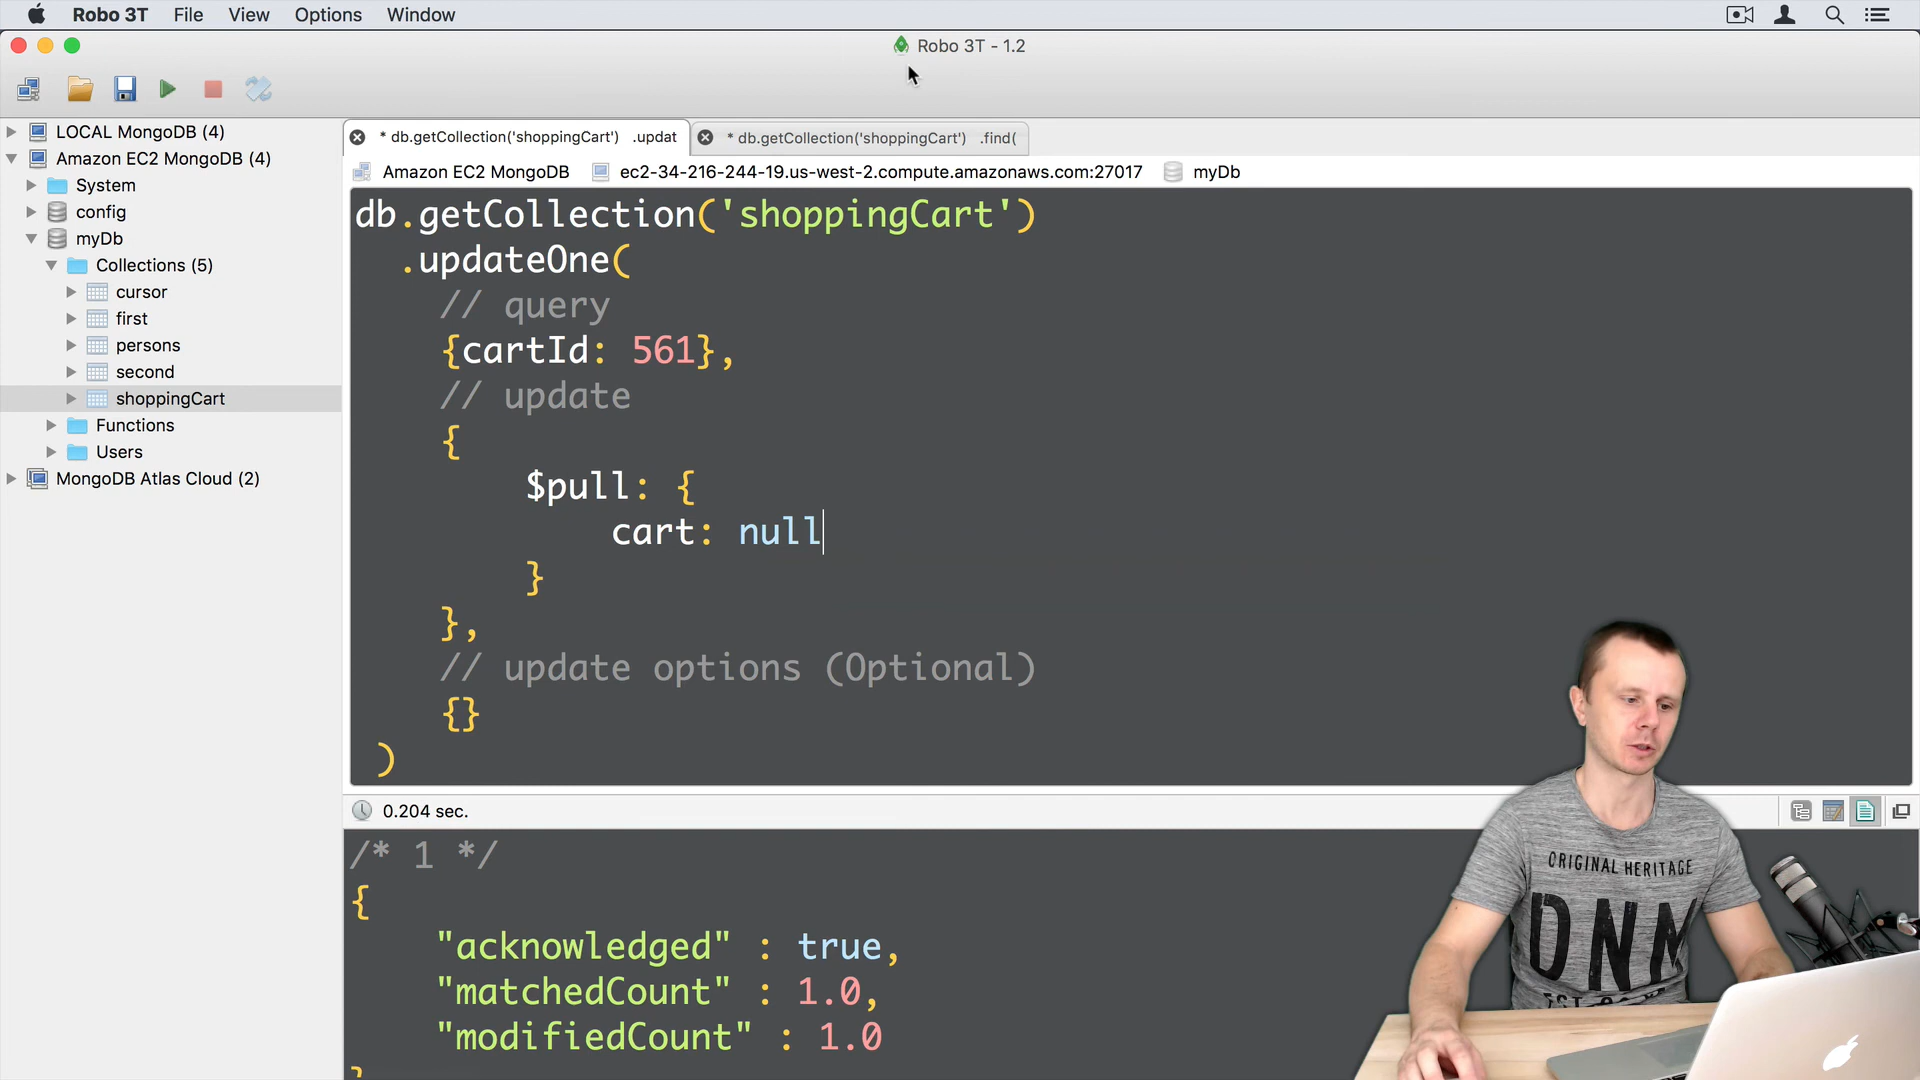 Robo 3T File View Options Window
Robo 3T - 1.2
* db.getCollection('shoppingCart') .updat
* db.getCollection('shoppingCart') .find(
Amazon EC2 MongoDB ec2-34-216-244-19.us-west-2.compute.amazonaws.com:27017 myDb
LOCAL MongoDB (4)
Amazon EC2 MongoDB (4)
System
config
myDb
Collections (5)
cursor
first
persons
second
shoppingCart
Functions
Users
MongoDB Atlas Cloud (2)
db.getCollection('shoppingCart')
.updateOne(
// query
{cartId: 561},
// update
{
$pull: {
cart: null
}
},
// update options (Optional)
{}
)
0.204 sec.
/* 1 */
{
"acknowledged" : true,
"matchedCount" : 1.0,
"modifiedCount" : 1.0
}
ORIGINAL HERITAGE
DNM